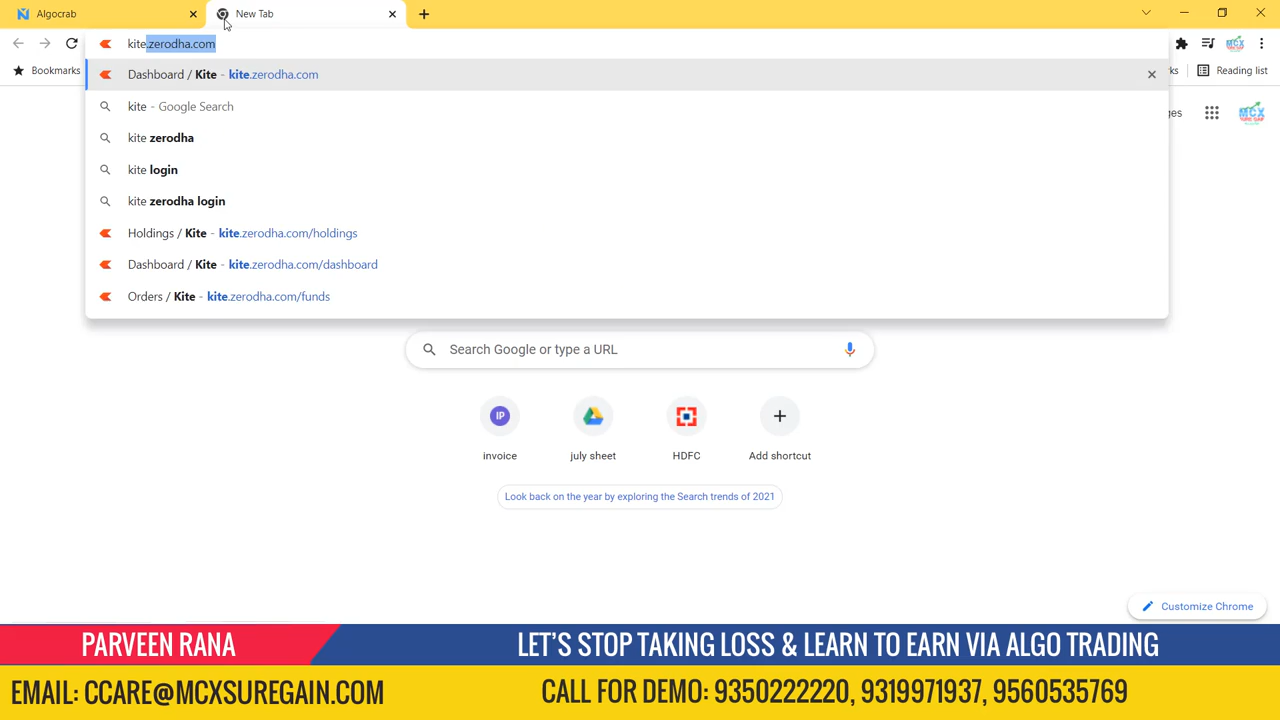 Algocrab
New Tab
kite.zerodha.com
Bookmarks
ks
Reading list
Dashboard / Kite - kite.zerodha.com
kite - Google Search
ges
kite zerodha
kite login
kite zerodha login
Holdings / Kite - kite.zerodha.com/holdings
Dashboard / Kite - kite.zerodha.com/dashboard
Orders / Kite - kite.zerodha.com/funds
Search Google or type a URL
IP
invoice
july sheet
HDFC
Add shortcut
Look back on the year by exploring the Search trends of 2021
Customize Chrome
PARVEEN RANA
LET'S STOP TAKING LOSS & LEARN TO EARN VIA ALGO TRADING
EMAIL: CCARE@MCXSUREGAIN.COM
CALL FOR DEMO: 9350222220, 9319971937, 9560535769